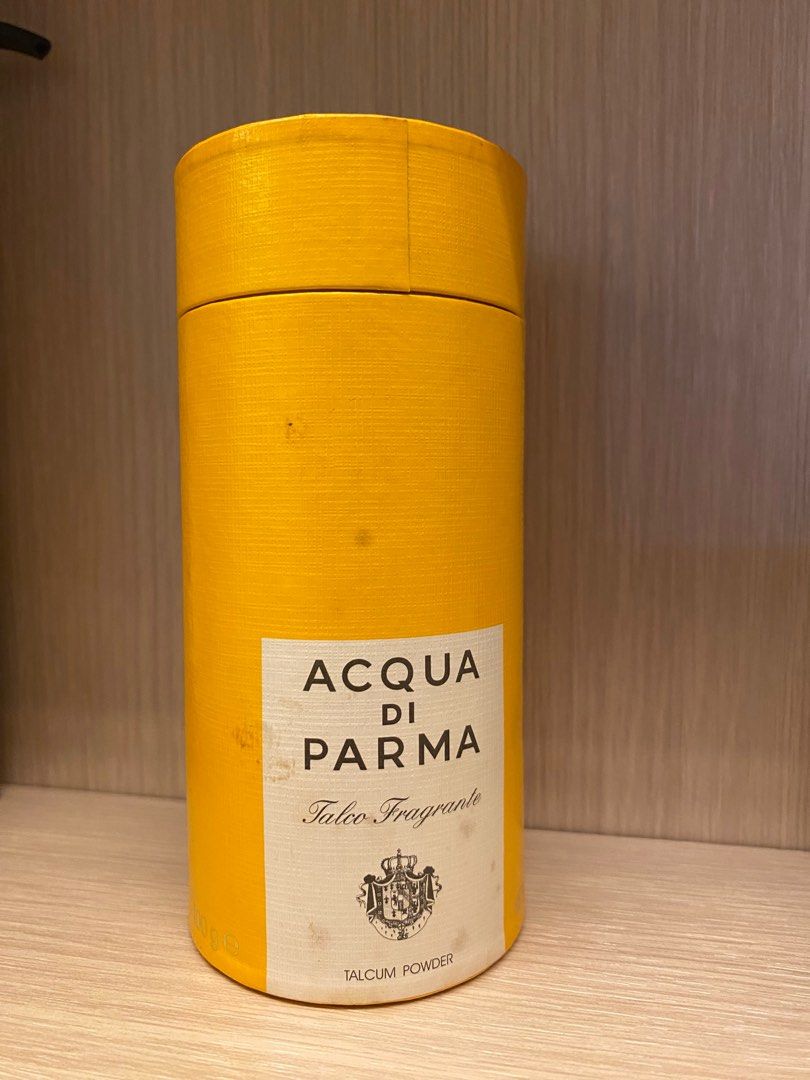 ACQUA
DI
PARMA
Talco Fragrante
TALCUM POWDER